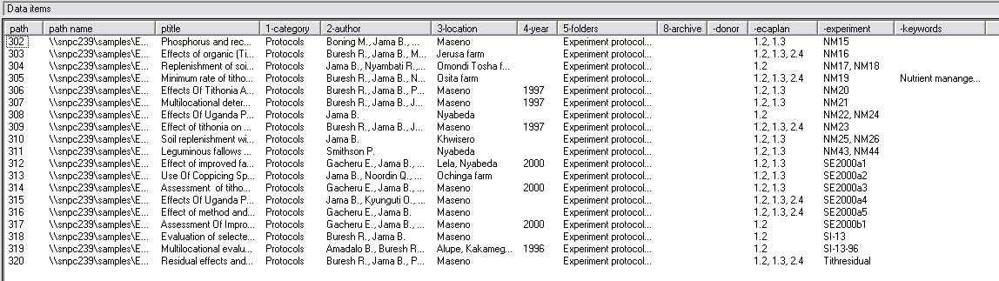 Data items
path path name ptitle 1-category 2-author 3-location 4-year 5-folders 8-archive -donor -ecaplan -experiment -keywords
302 \\snpc239\samples\E... Phosphorus and rec... Protocols Boning M., Jama B., ... Maseno Experiment protocol... 1.2, 1.3 NM15
303 \\snpc239\samples\E... Effects of organic (Ti... Protocols Buresh R., Jama B., M... Jerusa farm Experiment protocol... 1.2, 1.3, 2.4 NM16
304 \\snpc239\samples\E... Replenishment of soi... Protocols Jama B., Nyambati R.,... Omondi Tosha f... Experiment protocol... 1.2 NM17, NM18
305 \\snpc239\samples\E... Minimum rate of titho... Protocols Buresh R., Jama B., N... Osita farm Experiment protocol... 1.2, 1.3, 2.4 NM19 Nutrient manange...
306 \\snpc239\samples\E... Effects Of Tithonia A... Protocols Buresh R., Jama B., P... Maseno 1997 Experiment protocol... 1.2, 1.3 NM20
307 \\snpc239\samples\E... Multilocational deter... Protocols Buresh R., Jama B., J... Maseno 1997 Experiment protocol... 1.2, 1.3 NM21
308 \\snpc239\samples\E... Effects Of Uganda P... Protocols Jama B. Nyabeda Experiment protocol... 1.2 NM22, NM24
309 \\snpc239\samples\E... Effect of tithonia on ... Protocols Buresh R., Jama B., J... Maseno 1997 Experiment protocol... 1.2, 1.3, 2.4 NM23
310 \\snpc239\samples\E... Soil replenishment wi... Protocols Jama B. Khwisero Experiment protocol... 1.2, 1.3 NM25, NM26
311 \\snpc239\samples\E... Leguminous fallows ... Protocols Smithson P. Nyabeda Experiment protocol... 1.2, 1.3 NM43, NM44
312 \\snpc239\samples\E... Effect of improved fa... Protocols Gacheru E., Jama B.,... Lela, Nyabeda 2000 Experiment protocol... 1.2, 1.3 SE2000a1
313 \\snpc239\samples\E... Use Of Coppicing Sp... Protocols Jama B., Noordin Q., ... Ochinga farm Experiment protocol... 1.2, 1.3 SE2000a2
314 \\snpc239\samples\E... Assessment of titho... Protocols Gacheru E., Jama B.,... Maseno 2000 Experiment protocol... 1.2, 1.3 SE2000a3
315 \\snpc239\samples\E... Effects Of Uganda P... Protocols Jama B., Kyunguti O., ... Maseno Experiment protocol... 1.2, 1.3, 2.4 SE2000a4
316 \\snpc239\samples\E... Effect of method and... Protocols Gacheru E., Jama B. Maseno Experiment protocol... 1.2, 1.3, 2.4 SE2000a5
317 \\snpc239\samples\E... Assessment Of Impro... Protocols Gacheru E., Jama B.,... Maseno 2000 Experiment protocol... 1.2 SE2000b1
318 \\snpc239\samples\E... Evaluation of selecte... Protocols Buresh R., Jama B. Maseno Experiment protocol... 1.2 SI-13
319 \\snpc239\samples\E... Multilocational evalu... Protocols Amadalo B., Buresh R... Alupe, Kakameg... 1996 Experiment protocol... 1.2 SI-13-96
320 \\snpc239\samples\E... Residual effects and... Protocols Buresh R., Jama B., P... Maseno Experiment protocol... 1.2, 1.3, 2.4 Tithresidual